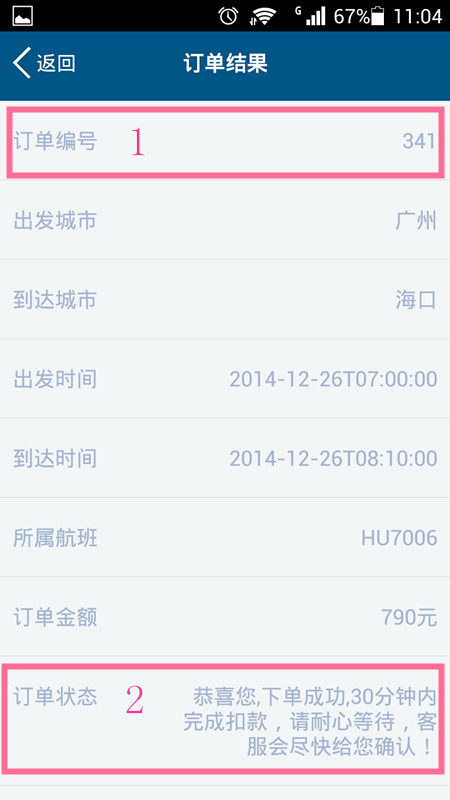 G 67% 11:04
返回 订单结果
订单编号 1 341
出发城市 广州
到达城市 海口
出发时间 2014-12-26T07:00:00
到达时间 2014-12-26T08:10:00
所属航班 HU7006
订单金额 790元
订单状态 2 恭喜您,下单成功,30分钟内
完成扣款，请耐心等待，客
服会尽快给您确认！